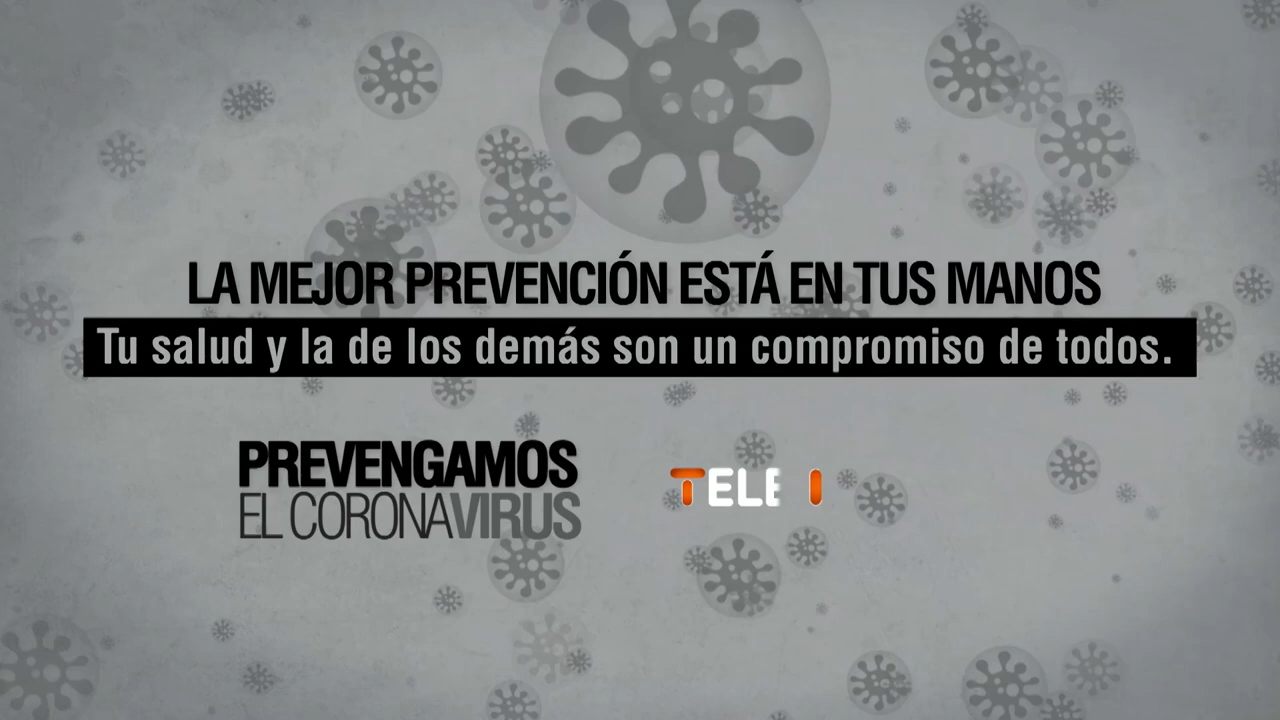 LA MEJOR PREVENCIÓN ESTÁ EN TUS MANOS
Tu salud y la de los demás son un compromiso de todos.
PREVENGAMOS
EL CORONAVIRUS
TELE